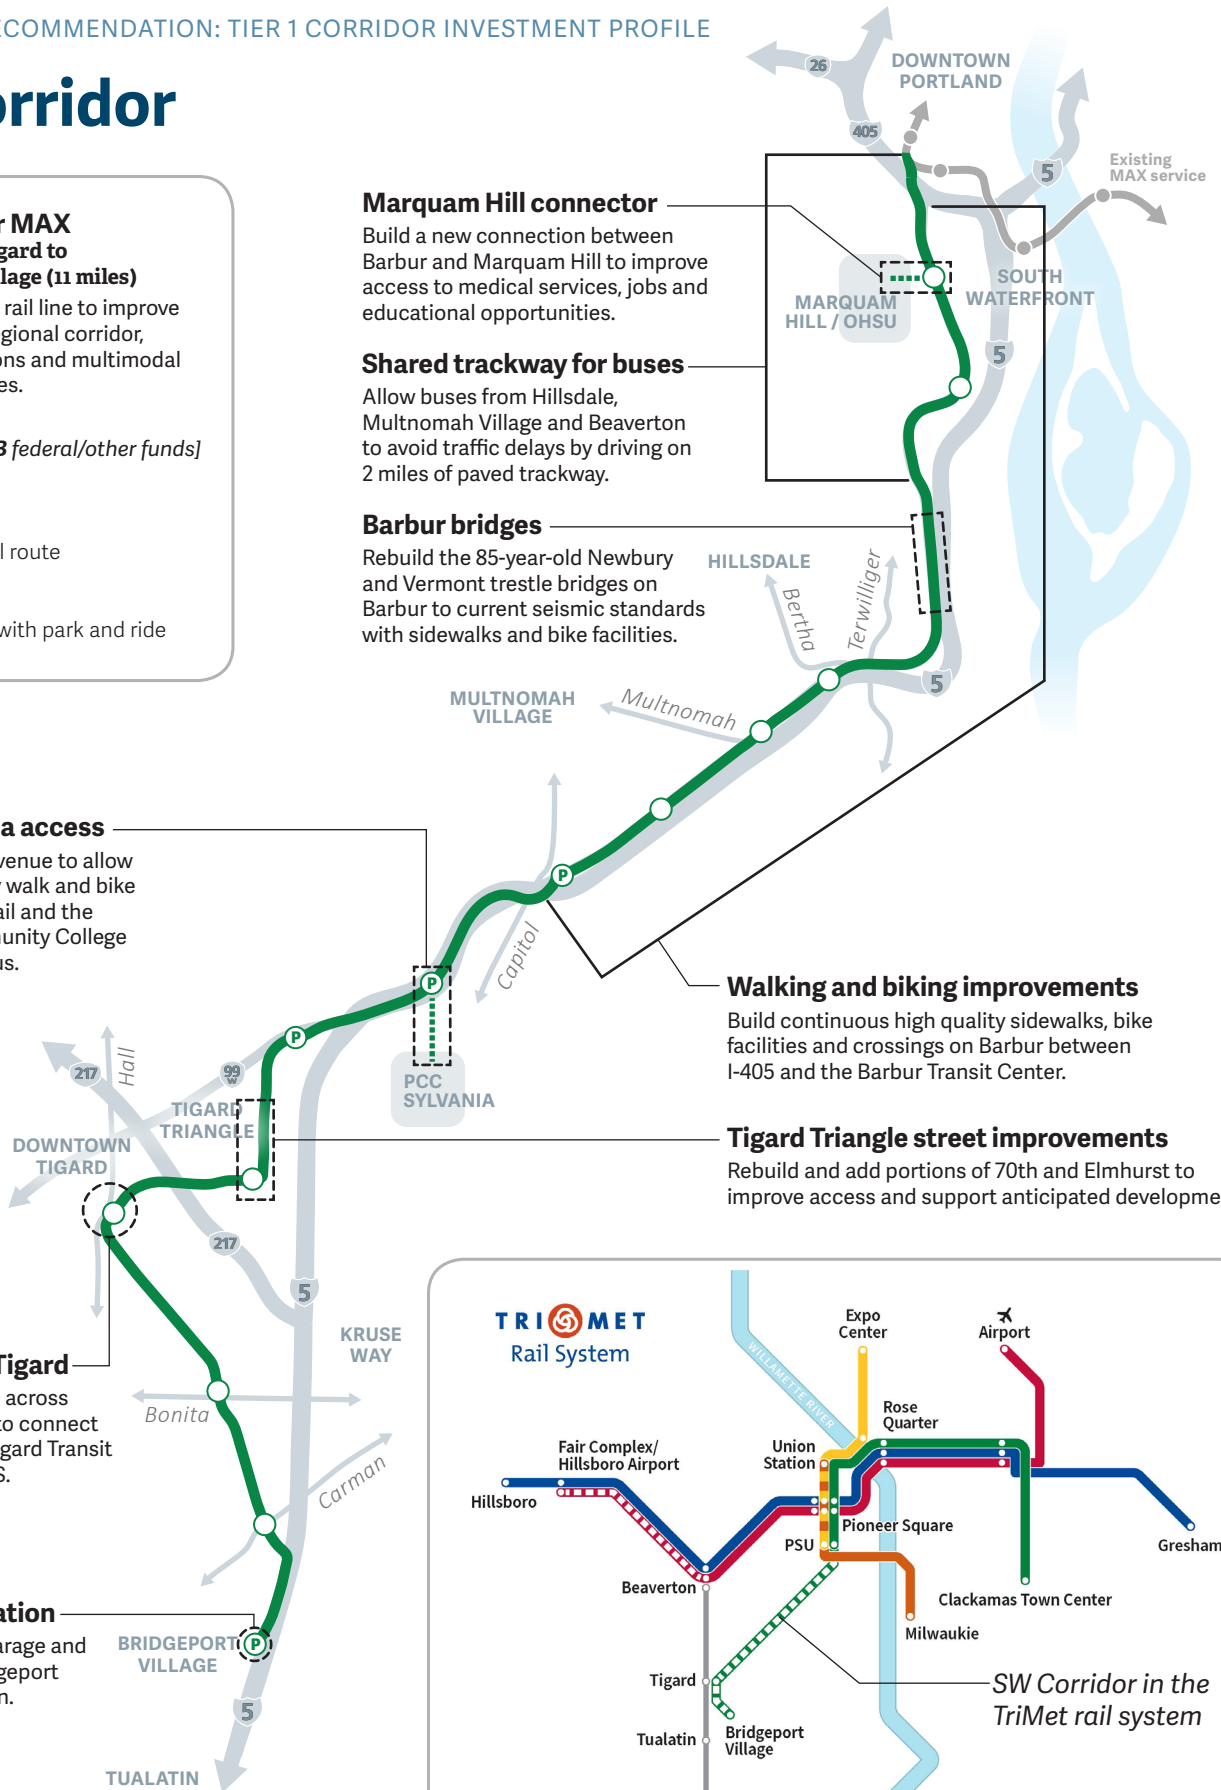 ECOMMENDATION: TIER 1 CORRIDOR INVESTMENT PROFILE
orridor
r MAX
gard to
lage (11 miles)
rail line to improve
egional corridor,
ons and multimodal
es.
B federal/other funds]
l route
with park and ride
26
405
DOWNTOWN
PORTLAND
5
Existing
MAX service
Marquam Hill connector
Build a new connection between
Barbur and Marquam Hill to improve
access to medical services, jobs and
educational opportunities.
MARQUAM
HILL / OHSU
SOUTH
WATERFRONT
5
Shared trackway for buses
Allow buses from Hillsdale,
Multnomah Village and Beaverton
to avoid traffic delays by driving on
2 miles of paved trackway.
Barbur bridges
Rebuild the 85-year-old Newbury
and Vermont trestle bridges on
Barbur to current seismic standards
with sidewalks and bike facilities.
HILLSDALE
Bertha
Terwilliger
5
MULTNOMAH
VILLAGE
Multnomah
a access
venue to allow
walk and bike
ail and the
munity College
us.
P
Capitol
P
P
PCC
SYLVANIA
Walking and biking improvements
Build continuous high quality sidewalks, bike
facilities and crossings on Barbur between
I-405 and the Barbur Transit Center.
217
Hall
99
W
TIGARD
TRIANGLE
DOWNTOWN
TIGARD
Tigard Triangle street improvements
Rebuild and add portions of 70th and Elmhurst to
improve access and support anticipated developme
217
5
KRUSE
WAY
Tigard
across
to connect
igard Transit
S.
Bonita
Carman
ation
arage and
geport
n.
BRIDGEPORT
VILLAGE
P
5
TUALATIN
TRI MET
Rail System
WILLAMETTE RIVER
Expo
Center
Airport
Rose
Quarter
Union
Station
Fair Complex/
Hillsboro Airport
Hillsboro
Pioneer Square
PSU
Gresham
Beaverton
Clackamas Town Center
Milwaukie
Tigard
SW Corridor in the
TriMet rail system
Bridgeport
Village
Tualatin